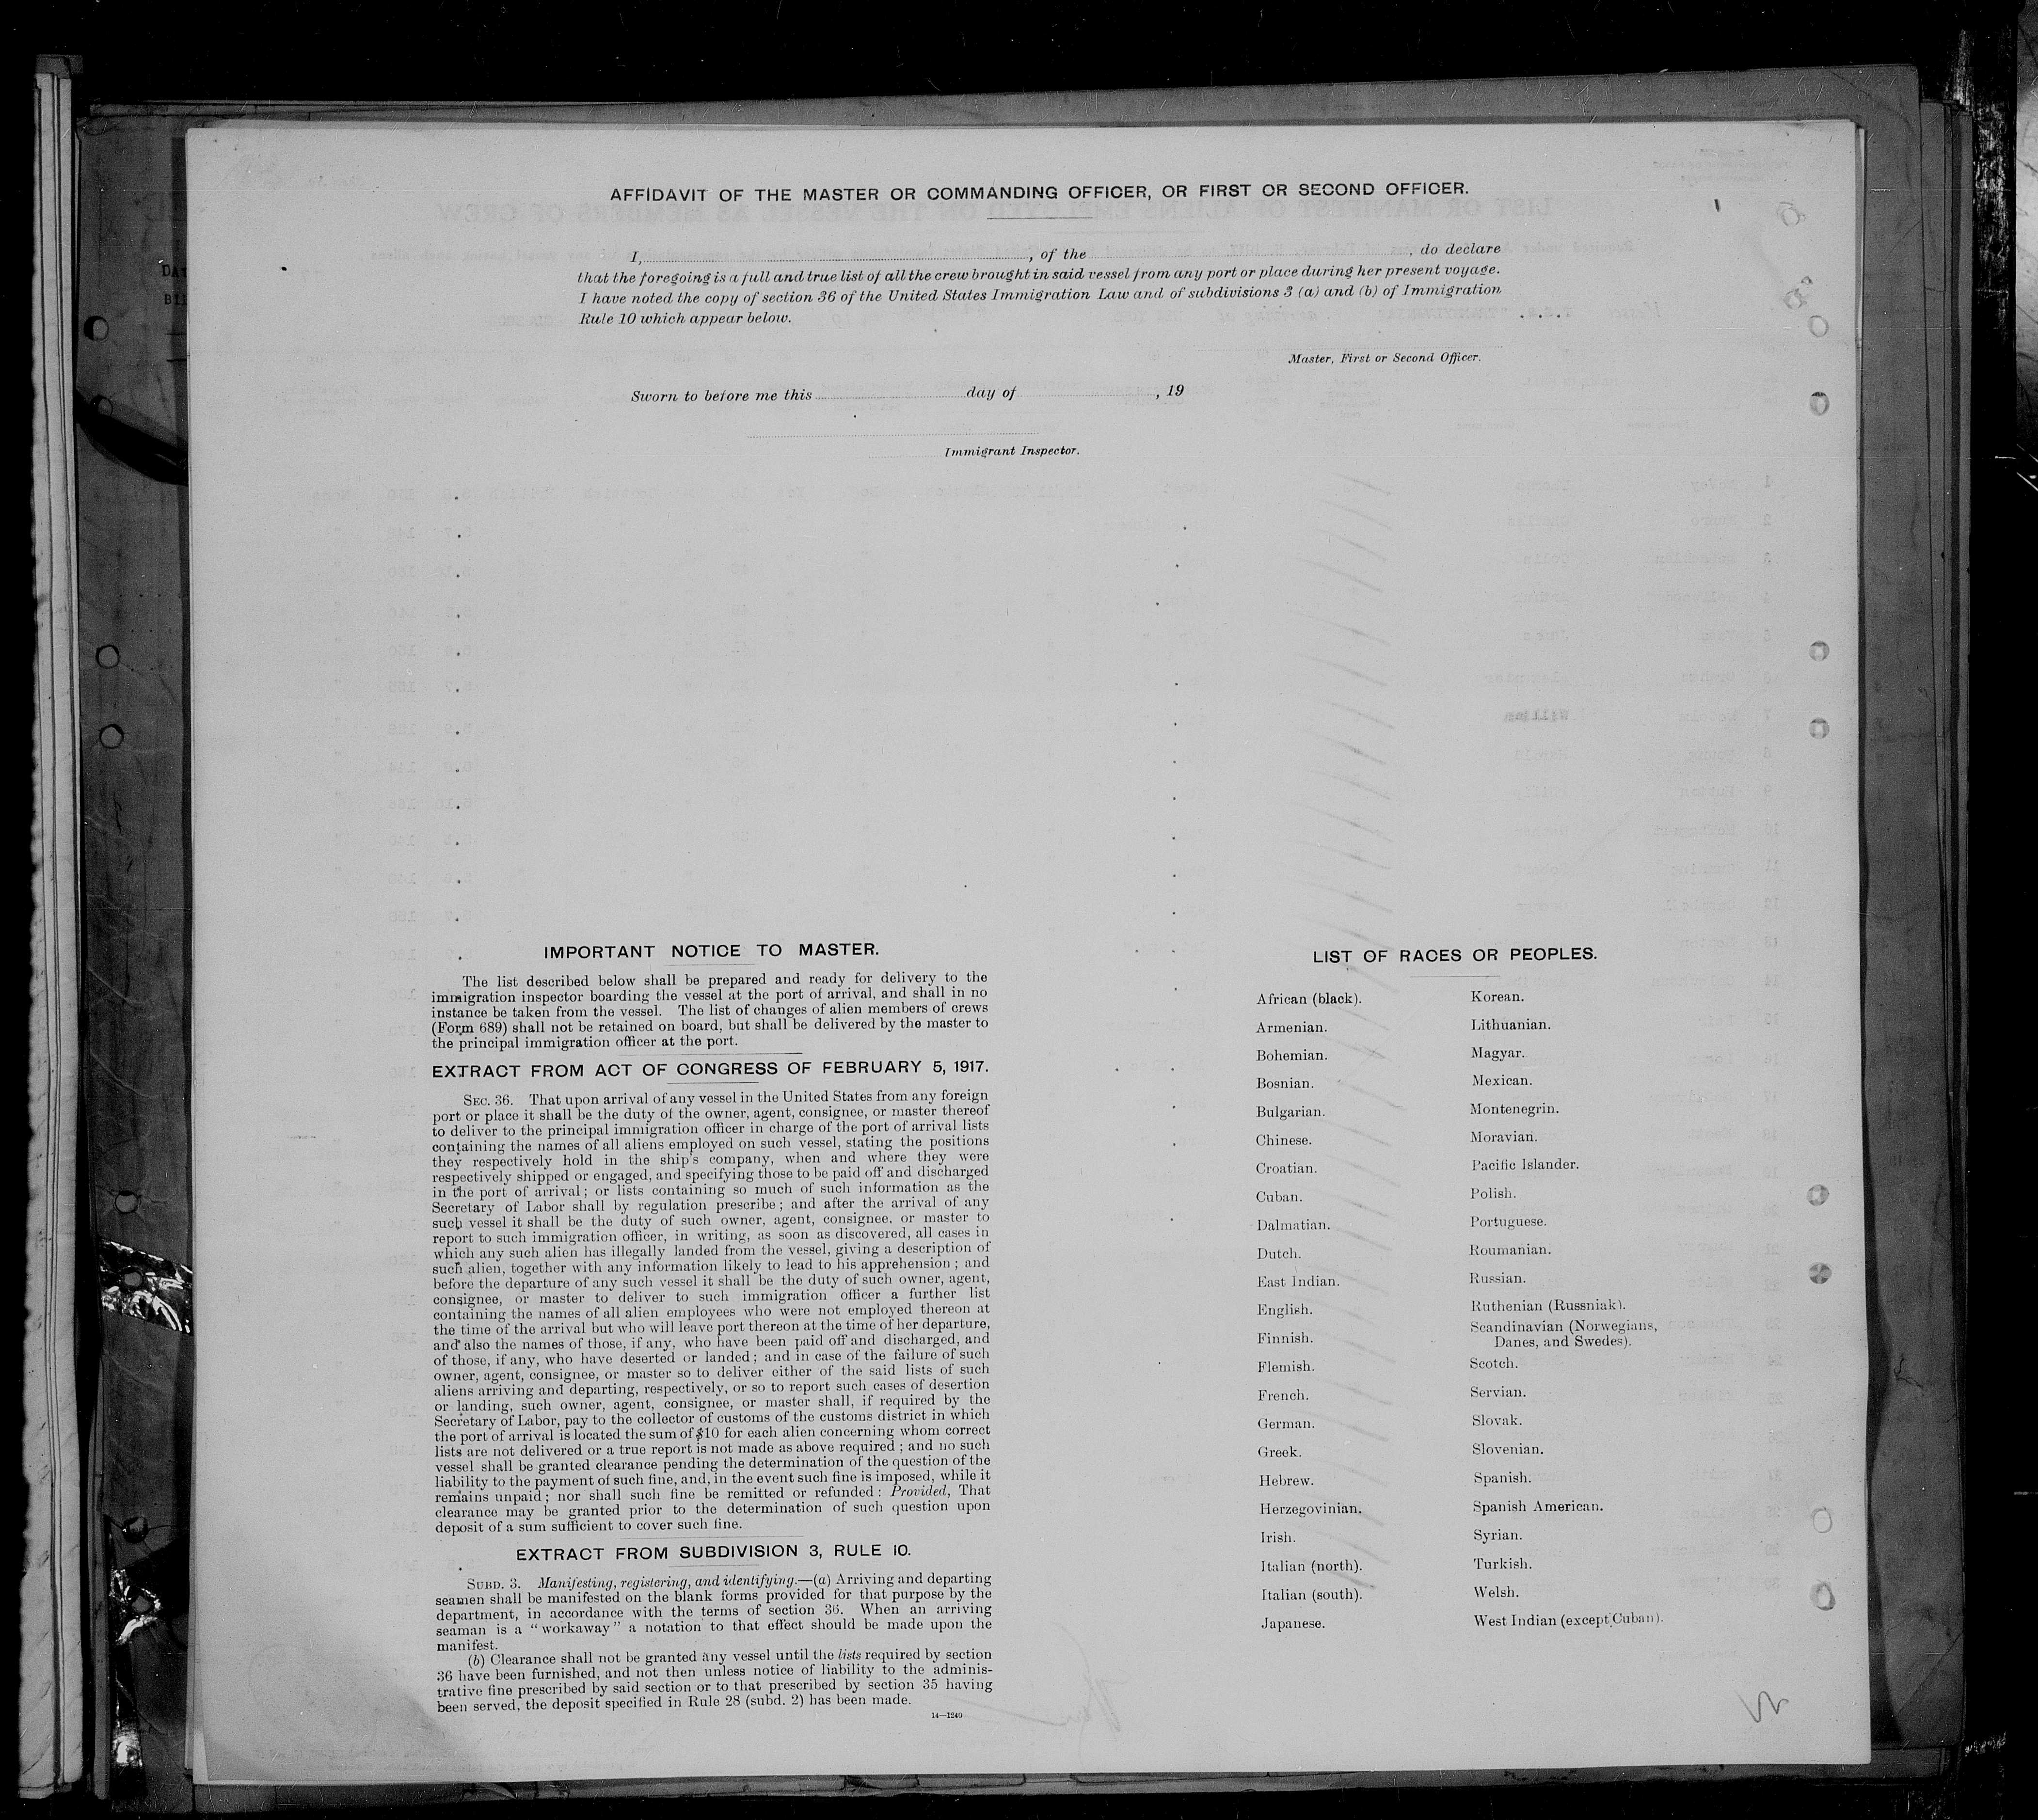 AFFIDAVIT OF THE MASTER OR COMMANDING OFFICER, OR FIRST OR SECOND OFFICER.
I, , of the , do declare
that the foregoing is a full and true list of all the crew brought in said vessel from any port or place during her present voyage.
I have noted the copy of section 36 of the United States Immigration Law and of subdivisions 3 (a) and (b) of Immigration
Rule 10 which appear below.
Master, First or Second Officer.
Sworn to before me this day of , 19
Immigrant Inspector.
IMPORTANT NOTICE TO MASTER.
The list described below shall be prepared and ready for delivery to the
immigration inspector boarding the vessel at the port of arrival, and shall in no
instance be taken from the vessel. The list of changes of alien members of crews
(Form 689) shall not be retained on board, but shall be delivered by the master to
the principal immigration officer at the port.
EXTRACT FROM ACT OF CONGRESS OF FEBRUARY 5, 1917.
SEC. 36. That upon arrival of any vessel in the United States from any foreign
port or place it shall be the duty of the owner, agent, consignee, or master thereof
to deliver to the principal immigration officer in charge of the port of arrival lists
containing the names of all aliens employed on such vessel, stating the positions
they respectively hold in the ship's company, when and where they were
respectively shipped or engaged, and specifying those to be paid off and discharged
in the port of arrival; or lists containing so much of such information as the
Secretary of Labor shall by regulation prescribe; and after the arrival of any
such vessel it shall be the duty of such owner, agent, consignee, or master to
report to such immigration officer, in writing, as soon as discovered, all cases in
which any such alien has illegally landed from the vessel, giving a description of
such alien, together with any information likely to lead to his apprehension; and
before the departure of any such vessel it shall be the duty of such owner, agent,
consignee, or master to deliver to such immigration officer a further list
containing the names of all alien employees who were not employed thereon at
the time of the arrival but who will leave port thereon at the time of her departure,
and also the names of those, if any, who have been paid off and discharged, and
of those, if any, who have deserted or landed; and in case of the failure of such
owner, agent, consignee, or master so to deliver either of the said lists of such
aliens arriving and departing, respectively, or so to report such cases of desertion
or landing, such owner, agent, consignee, or master shall, if required by the
Secretary of Labor, pay to the collector of customs of the customs district in which
the port of arrival is located the sum of $10 for each alien concerning whom correct
lists are not delivered or a true report is not made as above required; and no such
vessel shall be granted clearance pending the determination of the question of the
liability to the payment of such fine, and, in the event such fine is imposed, while it
remains unpaid; nor shall such fine be remitted or refunded: Provided, That
clearance may be granted prior to the determination of such question upon
deposit of a sum sufficient to cover such fine.
EXTRACT FROM SUBDIVISION 3, RULE 10.
SUBD. 3. Manifesting, registering, and identifying.—(a) Arriving and departing
seamen shall be manifested on the blank forms provided for that purpose by the
department, in accordance with the terms of section 36. When an arriving
seaman is a "workaway" a notation to that effect should be made upon the
manifest.
(b) Clearance shall not be granted any vessel until the lists required by section
36 have been furnished, and not then unless notice of liability to the adminis-
trative fine prescribed by said section or to that prescribed by section 35 having
been served, the deposit specified in Rule 28 (subd. 2) has been made.
14—1240
LIST OF RACES OR PEOPLES.
African (black).
Armenian.
Bohemian.
Bosnian.
Bulgarian.
Chinese.
Croatian.
Cuban.
Dalmatian.
Dutch.
East Indian.
English.
Finnish.
Flemish.
French.
German.
Greek.
Hebrew.
Herzegovinian.
Irish.
Italian (north).
Italian (south).
Japanese.
Korean.
Lithuanian.
Magyar.
Mexican.
Montenegrin.
Moravian.
Pacific Islander.
Polish.
Portuguese.
Roumanian.
Russian.
Ruthenian (Russniak).
Scandinavian (Norwegians,
Danes, and Swedes).
Scotch.
Servian.
Slovak.
Slovenian.
Spanish.
Spanish American.
Syrian.
Turkish.
Welsh.
West Indian (except Cuban).